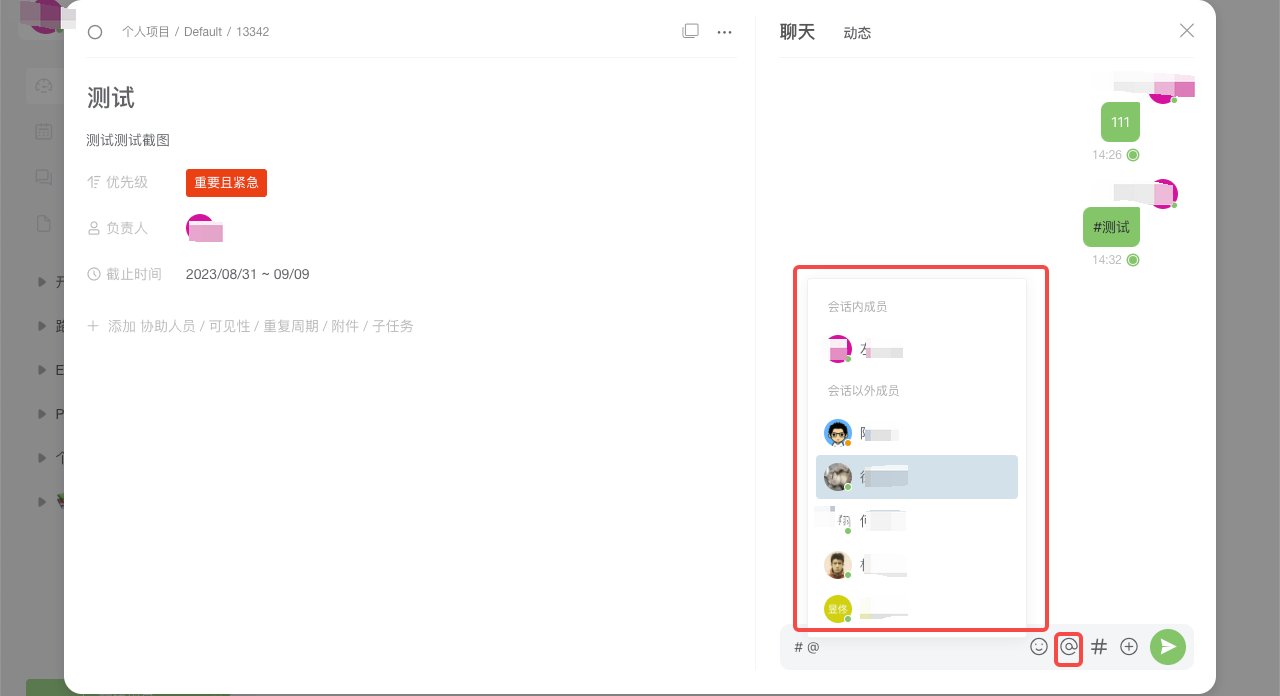 个人项目 / Default / 13342
测试
测试测试截图
优先级
重要且紧急
负责人
截止时间
2023/08/31 ~ 09/09
添加 协助人员 / 可见性 / 重复周期 / 附件 / 子任务
聊天
动态
111
14:26
#测试
14:32
会话内成员
左
会话以外成员
翔
# @